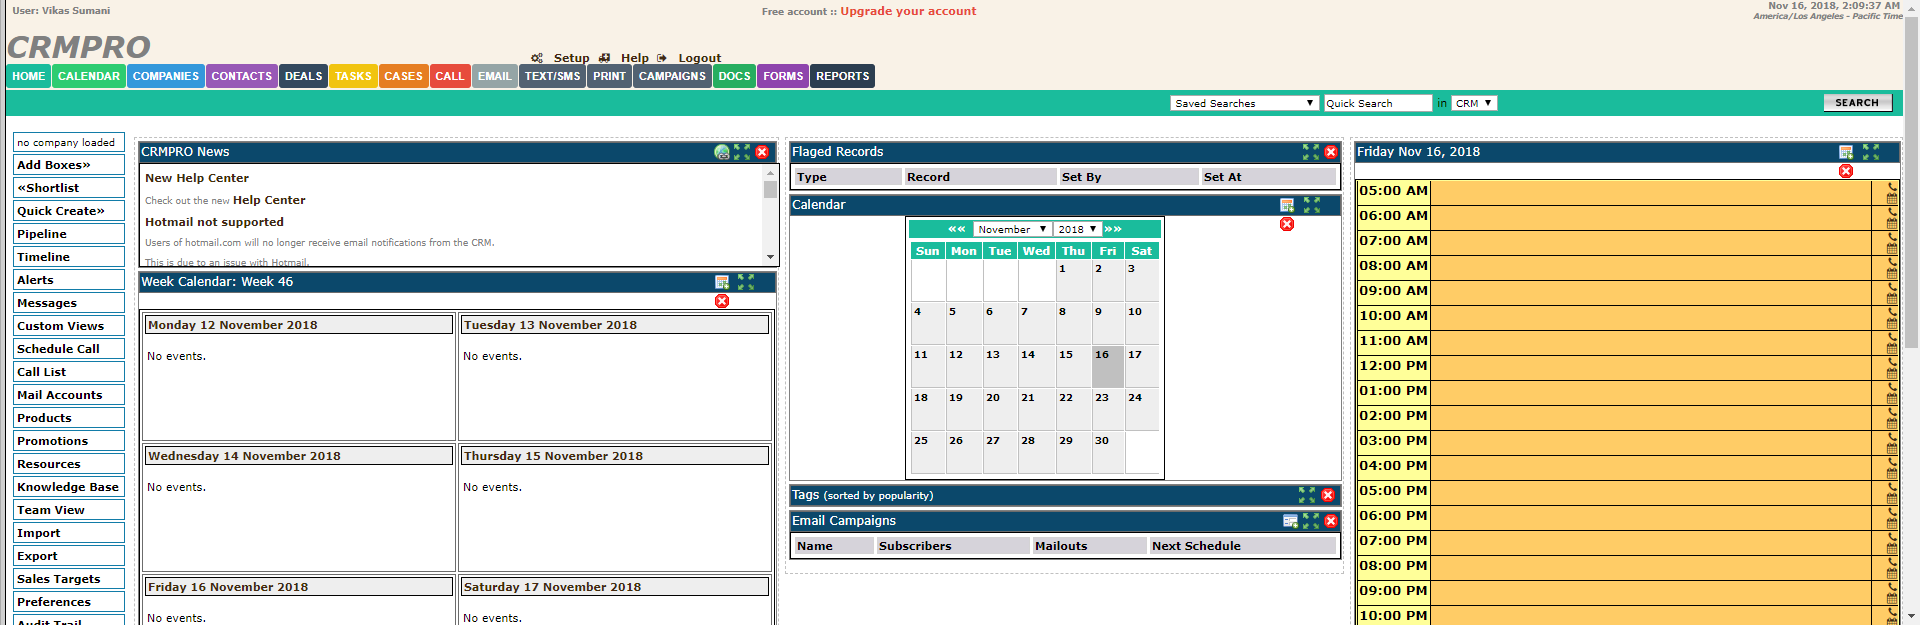 User: Vikas Sumani
Free account :: Upgrade your account
Nov 16, 2018, 2:09:37 AM
America/Los Angeles - Pacific Time
CRMPRO
Setup Help Logout
HOME CALENDAR COMPANIES CONTACTS DEALS TASKS CASES CALL EMAIL TEXT/SMS PRINT CAMPAIGNS DOCS FORMS REPORTS
Saved Searches Quick Search in CRM SEARCH
no company loaded
Add Boxes»
«Shortlist
Quick Create»
Pipeline
Timeline
Alerts
Messages
Custom Views
Schedule Call
Call List
Mail Accounts
Products
Promotions
Resources
Knowledge Base
Team View
Import
Export
Sales Targets
Preferences
Audit Trail
CRMPRO News
New Help Center
Check out the new Help Center
Hotmail not supported
Users of hotmail.com will no longer receive email notifications from the CRM.
This is due to an issue with Hotmail.
Week Calendar: Week 46
Monday 12 November 2018 Tuesday 13 November 2018
No events. No events.
Wednesday 14 November 2018 Thursday 15 November 2018
No events. No events.
Friday 16 November 2018 Saturday 17 November 2018
No events. No events.
Flaged Records
Type Record Set By Set At
Calendar
«« November 2018 »»
Sun Mon Tue Wed Thu Fri Sat
1 2 3
4 5 6 7 8 9 10
11 12 13 14 15 16 17
18 19 20 21 22 23 24
25 26 27 28 29 30
Tags (sorted by popularity)
Email Campaigns
Name Subscribers Mailouts Next Schedule
Friday Nov 16, 2018
05:00 AM
06:00 AM
07:00 AM
08:00 AM
09:00 AM
10:00 AM
11:00 AM
12:00 PM
01:00 PM
02:00 PM
03:00 PM
04:00 PM
05:00 PM
06:00 PM
07:00 PM
08:00 PM
09:00 PM
10:00 PM